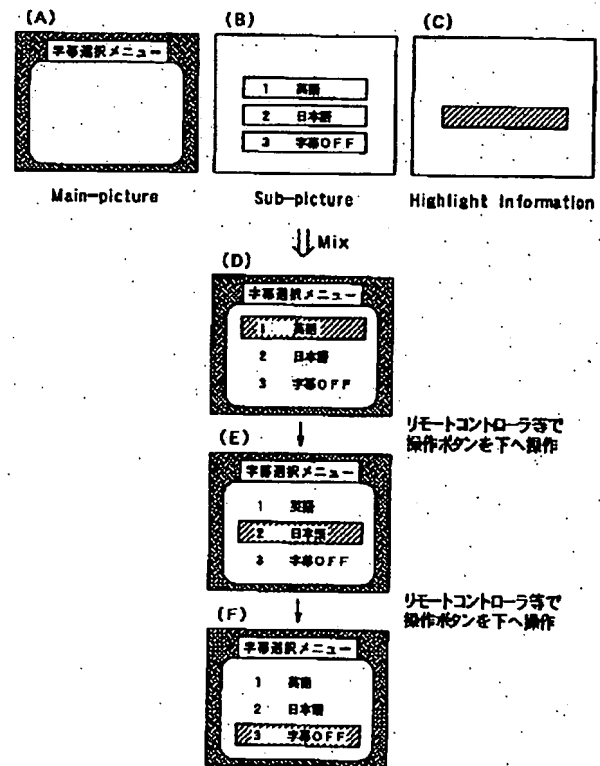 (A)
字幕選択メニュー
Main-picture
(B)
1 英語
2 日本語
3 字幕OFF
Sub-picture
(C)
Highlight Information
Mix
(D)
字幕選択メニュー
1 英語
2 日本語
3 字幕OFF
リモートコントローラ等で
操作ボタンを下へ操作
(E)
字幕選択メニュー
1 英語
2 日本語
3 字幕OFF
リモートコントローラ等で
操作ボタンを下へ操作
(F)
字幕選択メニュー
1 英語
2 日本語
3 字幕OFF